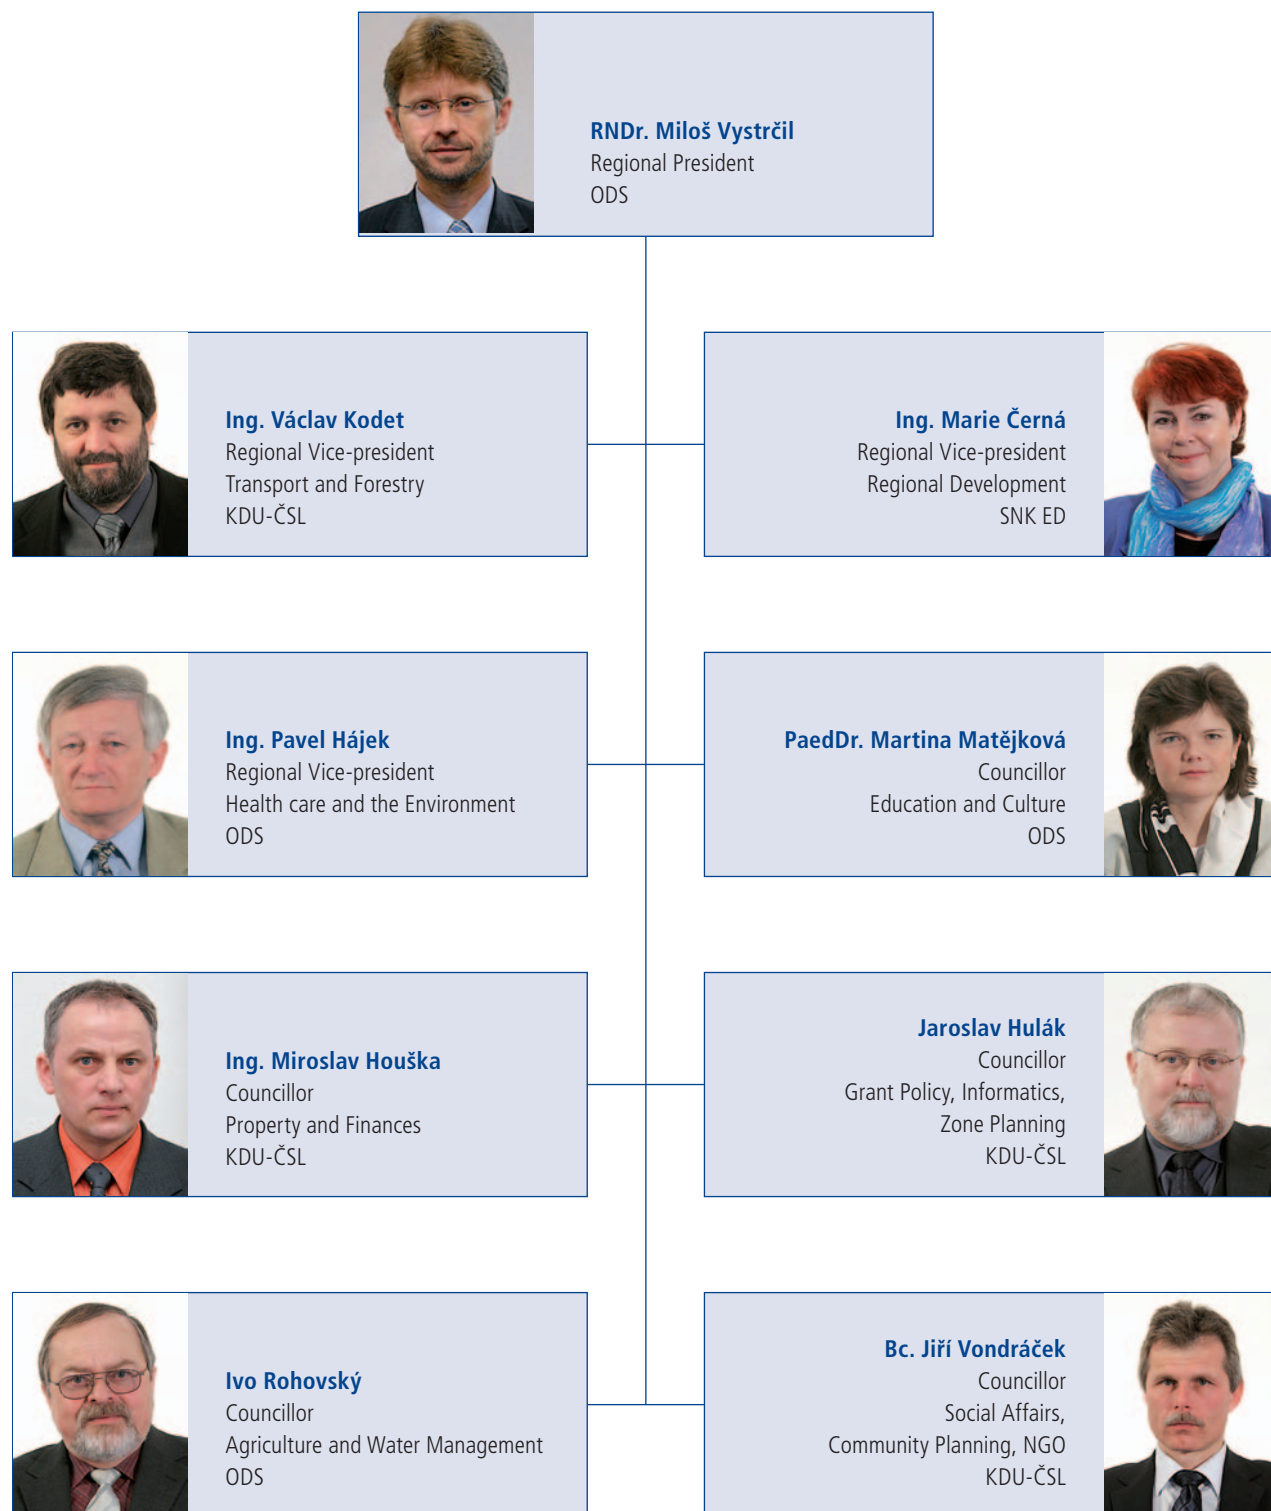 RNDr. Miloš Vystrčil
Regional President
ODS
Ing. Václav Kodet
Regional Vice-president
Transport and Forestry
KDU-ČSL
Ing. Marie Černá
Regional Vice-president
Regional Development
SNK ED
Ing. Pavel Hájek
Regional Vice-president
Health care and the Environment
ODS
PaedDr. Martina Matějková
Councillor
Education and Culture
ODS
Ing. Miroslav Houška
Councillor
Property and Finances
KDU-ČSL
Jaroslav Hulák
Councillor
Grant Policy, Informatics,
Zone Planning
KDU-ČSL
Ivo Rohovský
Councillor
Agriculture and Water Management
ODS
Bc. Jiří Vondráček
Councillor
Social Affairs,
Community Planning, NGO
KDU-ČSL